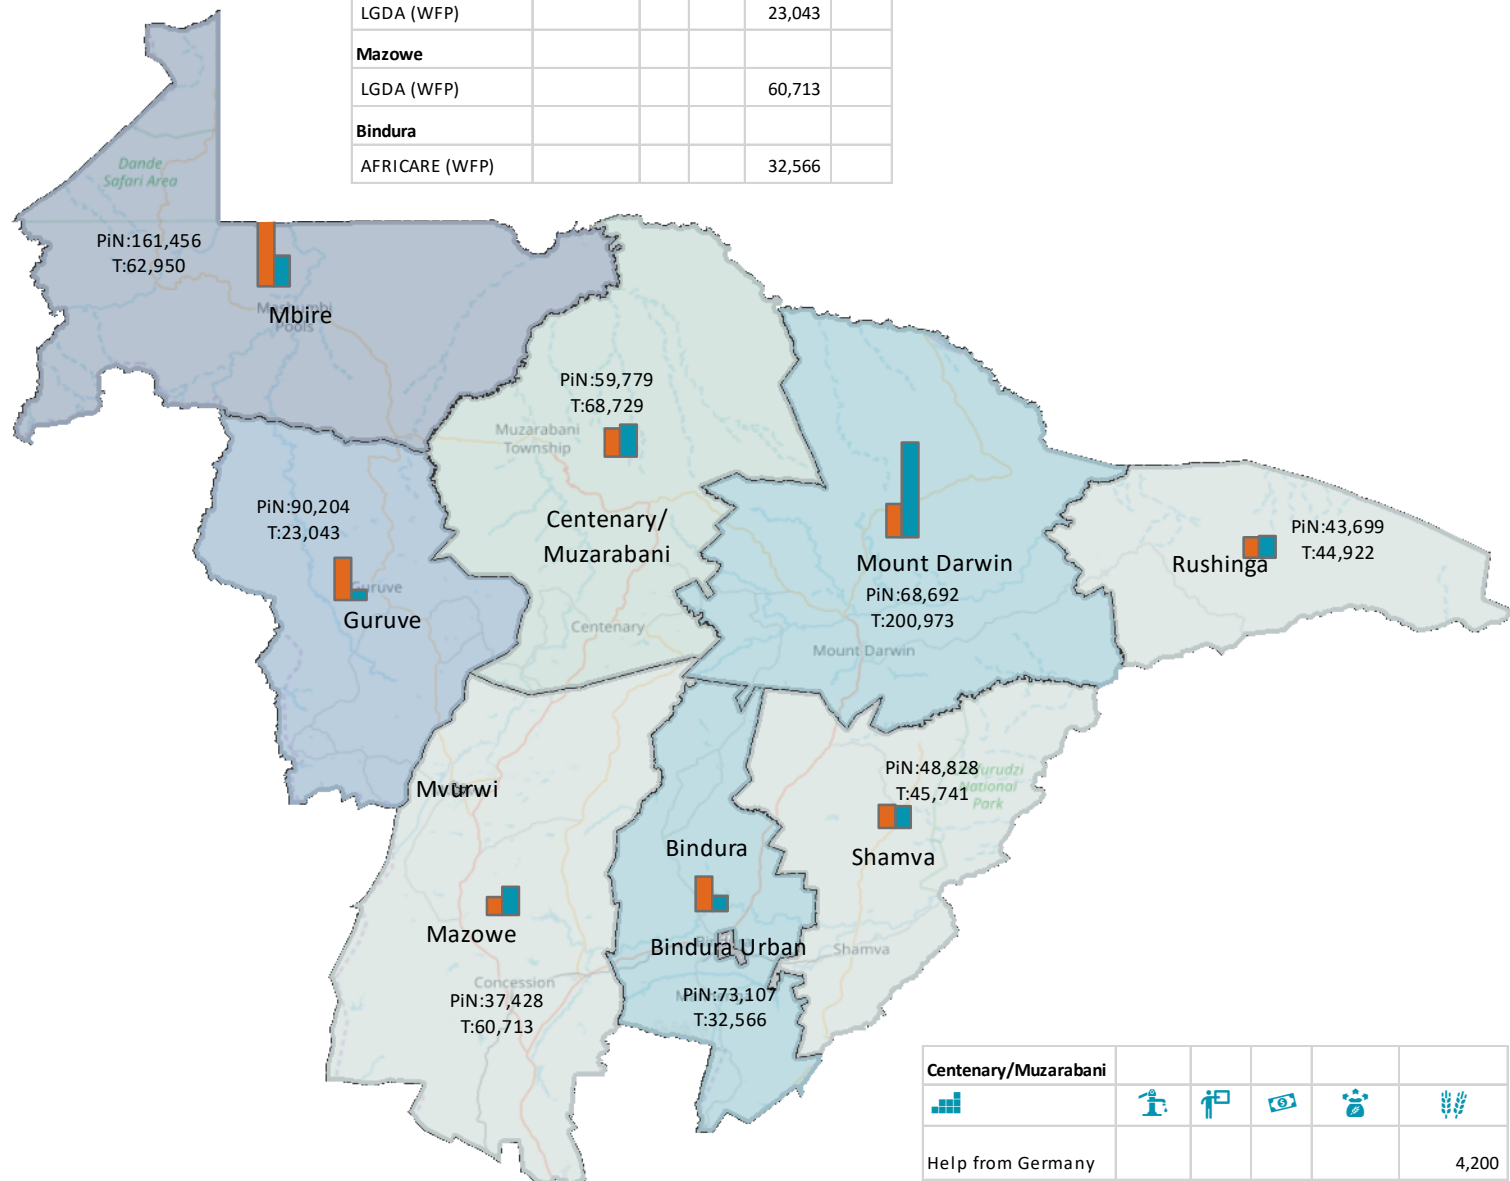 LGDA (WFP) 23,043
Mazowe
LGDA (WFP) 60,713
Bindura
AFRICARE (WFP) 32,566
Dande
Safari Area
PiN:161,456
T:62,950
Mbire
Pools
PiN:59,779
T:68,729
Muzarabani
Township
Centenary/
Muzarabani
Centenary
PiN:90,204
T:23,043
Guruve
Guruve
Mount Darwin
PiN:68,692
T:200,973
Mount Darwin
PiN:43,699
T:44,922
Rushinga
Mvurwi
PiN:48,828
T:45,741
National
Park
Shamva
Shamva
Bindura
Bindura Urban
PiN:73,107
T:32,566
Mazowe
Concession
PiN:37,428
T:60,713
Centenary/Muzarabani
Help from Germany 4,200